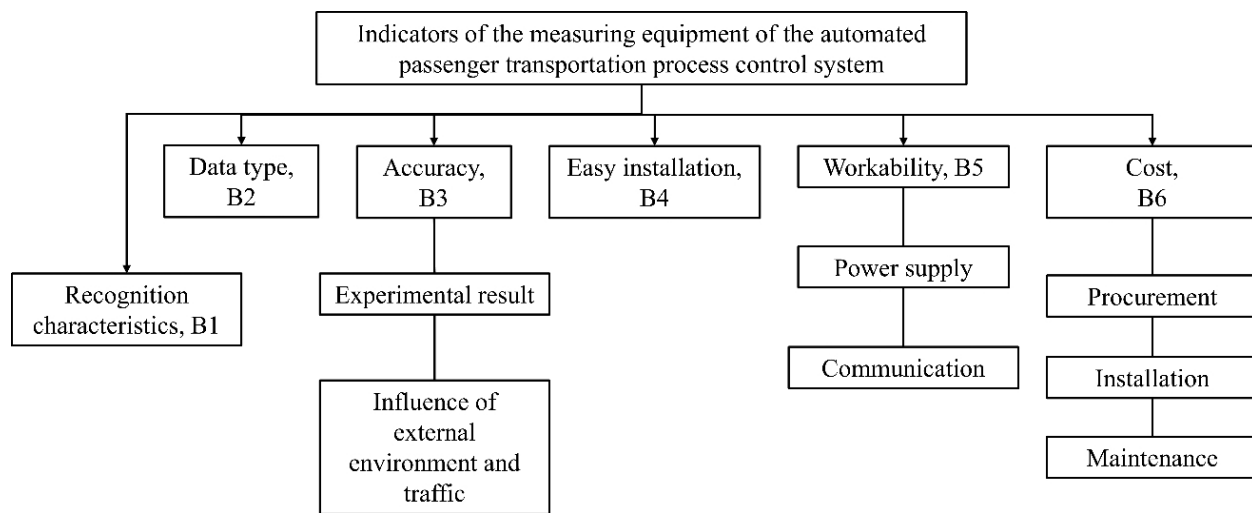 Indicators of the measuring equipment of the automated
passenger transportation process control system
Data type,
B2
Accuracy,
B3
Easy installation,
B4
Workability, B5
Cost,
B6
Recognition
characteristics, B1
Experimental result
Power supply
Procurement
Influence of
external
environment and
traffic
Communication
Installation
Maintenance